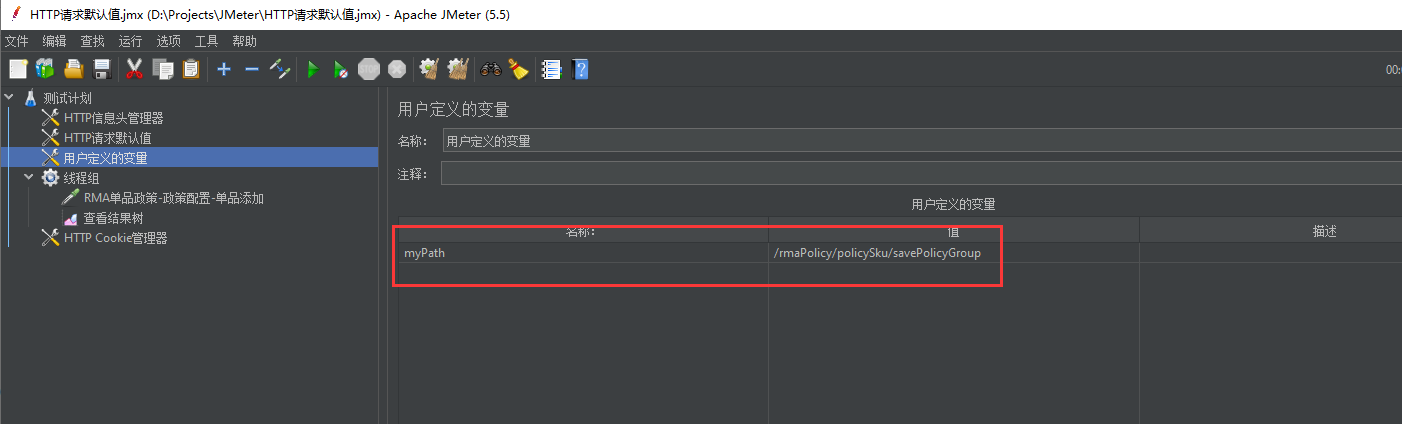 HTTP请求默认值.jmx (D:\Projects\JMeter\HTTP请求默认值.jmx) - Apache JMeter (5.5)
文件 编辑 查找 运行 选项 工具 帮助
STOP
00:
测试计划
HTTP信息头管理器
HTTP请求默认值
用户定义的变量
线程组
RMA单品政策-政策配置-单品添加
查看结果树
HTTP Cookie管理器
用户定义的变量
名称： 用户定义的变量
注释：
用户定义的变量
名称: 值 描述
myPath /rmaPolicy/policySku/savePolicyGroup